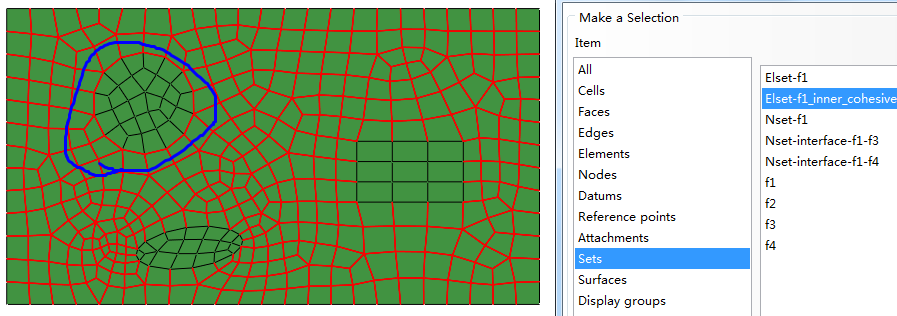 Make a Selection
Item
All
Cells
Faces
Edges
Elements
Nodes
Datums
Reference points
Attachments
Sets
Surfaces
Display groups
Elset-f1
Elset-f1_inner_cohesive
Nset-f1
Nset-interface-f1-f3
Nset-interface-f1-f4
f1
f2
f3
f4